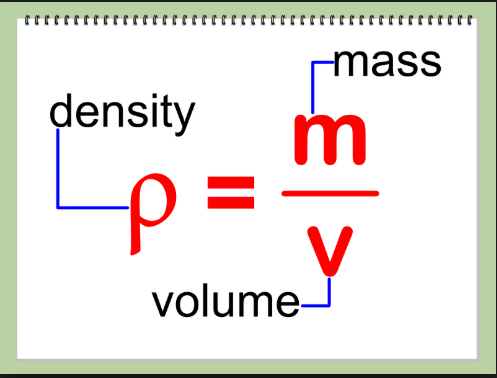 mass
density
m
ρ =
v
volume